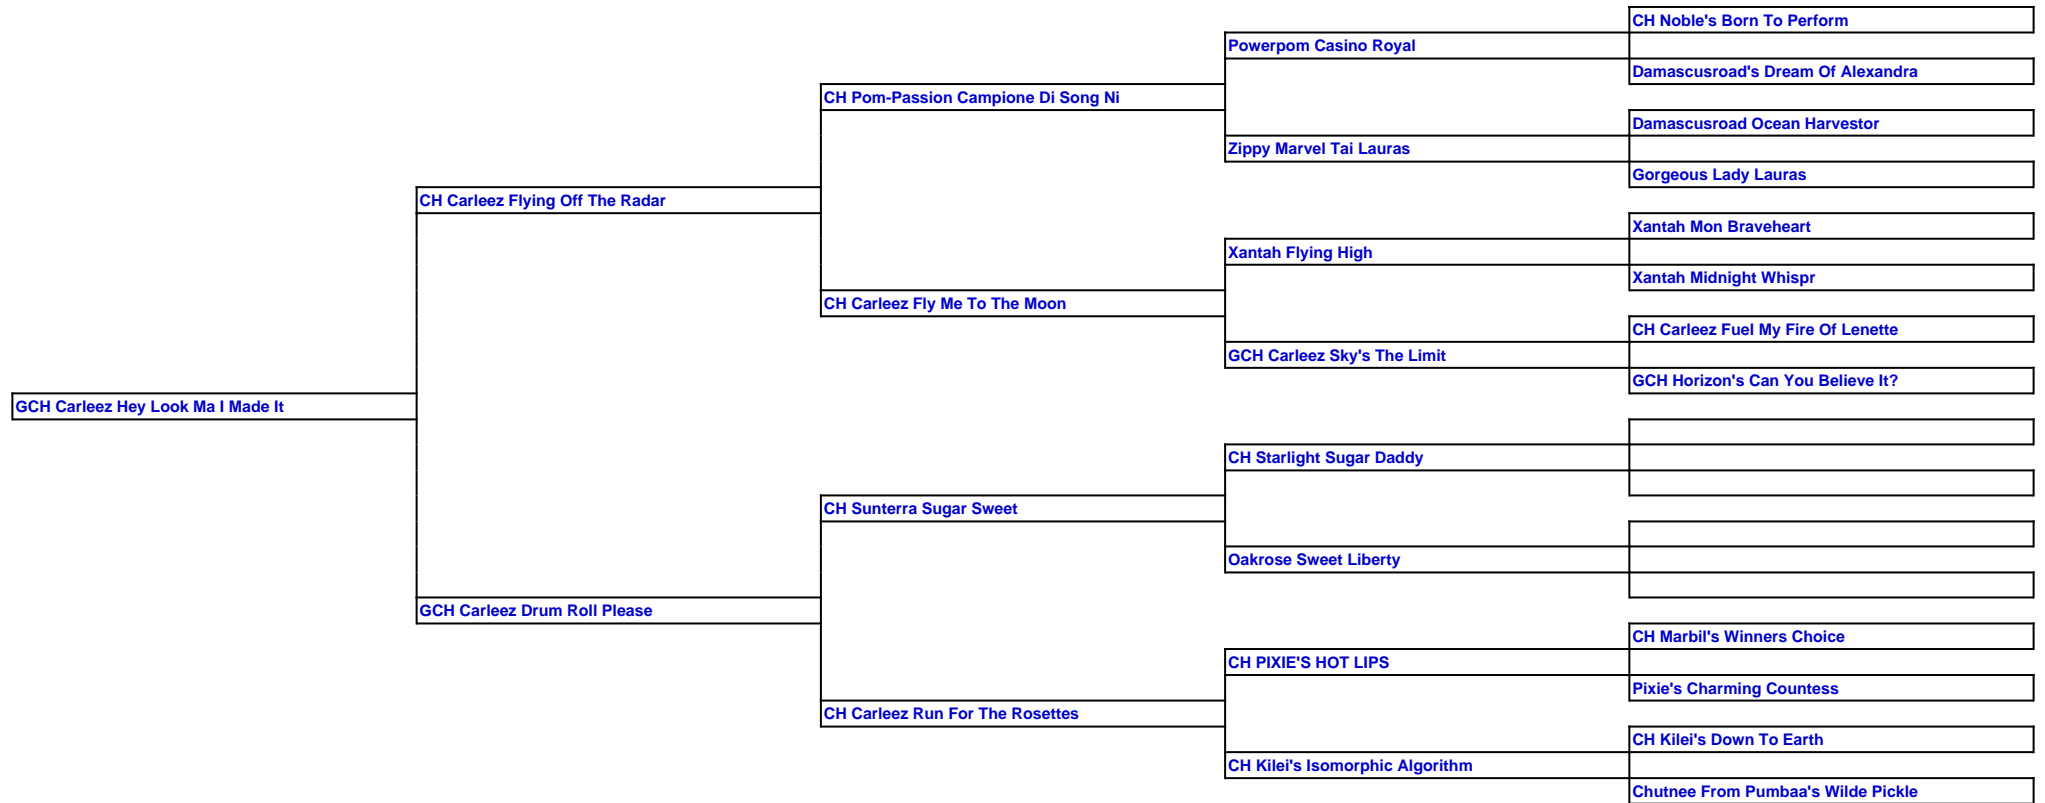 CH Noble's Born To Perform
Powerpom Casino Royal
Damascusroad's Dream Of Alexandra
CH Pom-Passion Campione Di Song Ni
Damascusroad Ocean Harvestor
Zippy Marvel Tai Lauras
Gorgeous Lady Lauras
CH Carleez Flying Off The Radar
Xantah Mon Braveheart
Xantah Flying High
Xantah Midnight Whispr
CH Carleez Fly Me To The Moon
CH Carleez Fuel My Fire Of Lenette
GCH Carleez Sky's The Limit
GCH Horizon's Can You Believe It?
GCH Carleez Hey Look Ma I Made It
CH Starlight Sugar Daddy
CH Sunterra Sugar Sweet
Oakrose Sweet Liberty
GCH Carleez Drum Roll Please
CH Marbil's Winners Choice
CH PIXIE'S HOT LIPS
Pixie's Charming Countess
CH Carleez Run For The Rosettes
CH Kilei's Down To Earth
CH Kilei's Isomorphic Algorithm
Chutnee From Pumbaa's Wilde Pickle